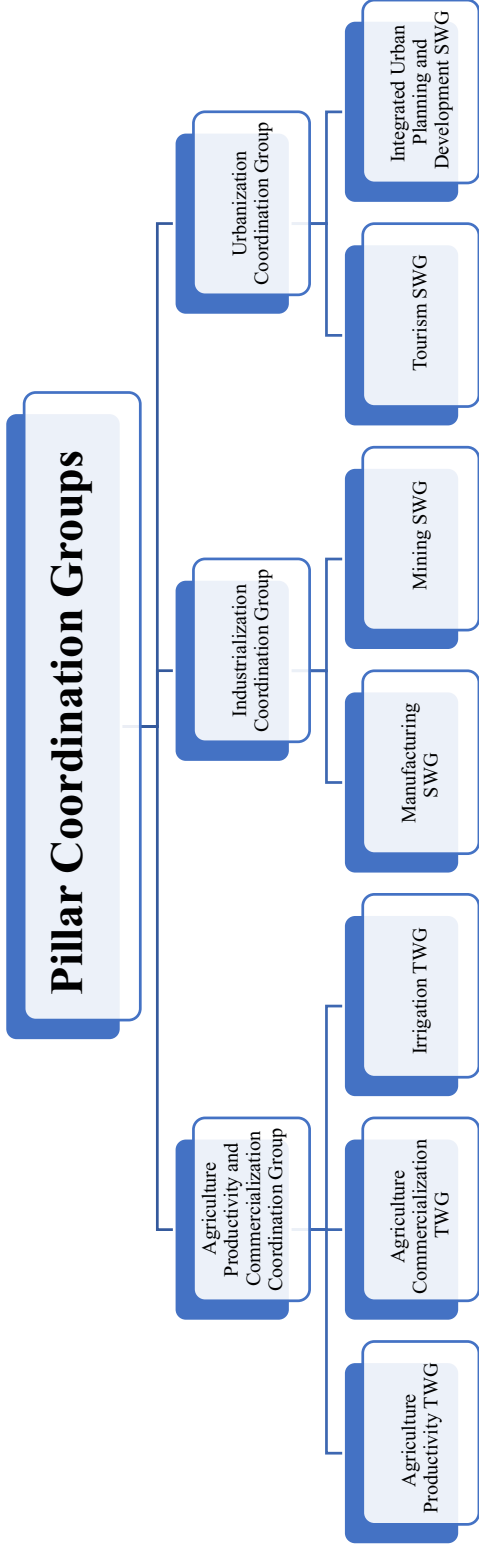 Pillar Coordination Groups
Agriculture
Productivity and
Commercialization
Coordination Group
Industrialization
Coordination Group
Urbanization
Coordination Group
Agriculture
Productivity TWG
Agriculture
Commercialization
TWG
Irrigation TWG
Manufacturing
SWG
Mining SWG
Tourism SWG
Integrated Urban
Planning and
Development SWG